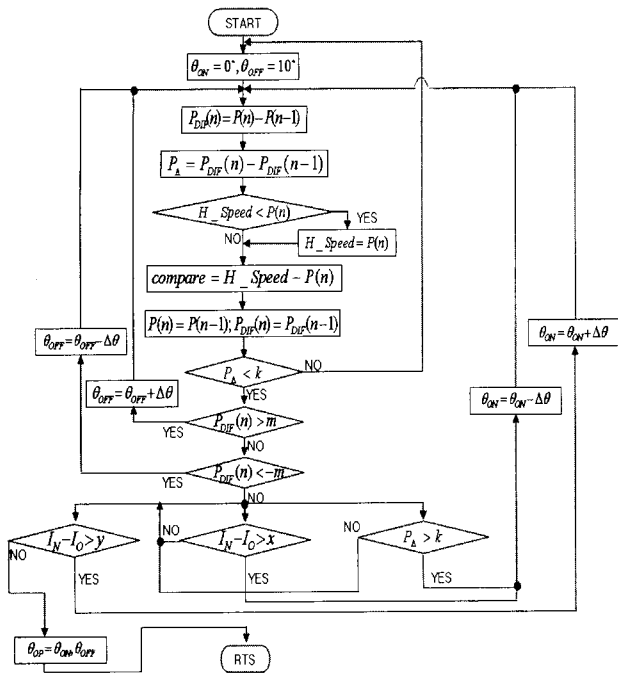 START
θ_ON = 0°, θ_OFF = 10°
P_DIF(n) = P(n) − P(n−1)
P_Δ = P_DIF(n) − P_DIF(n−1)
H_Speed < P(n)
YES
NO
H_Speed = P(n)
compare = H_Speed − P(n)
P(n) = P(n−1); P_DIF(n) = P_DIF(n−1)
θ_OFF = θ_OFF − Δθ
θ_ON = θ_ON + Δθ
P_Δ < k
NO
YES
θ_OFF = θ_OFF + Δθ
θ_ON = θ_ON − Δθ
P_DIF(n) > m
YES
NO
P_DIF(n) < −m
YES
NO
I_N − I_O > y
NO
YES
I_N − I_O > x
NO
YES
P_Δ > k
NO
YES
θ_OP = θ_ON, θ_OFF
RTS